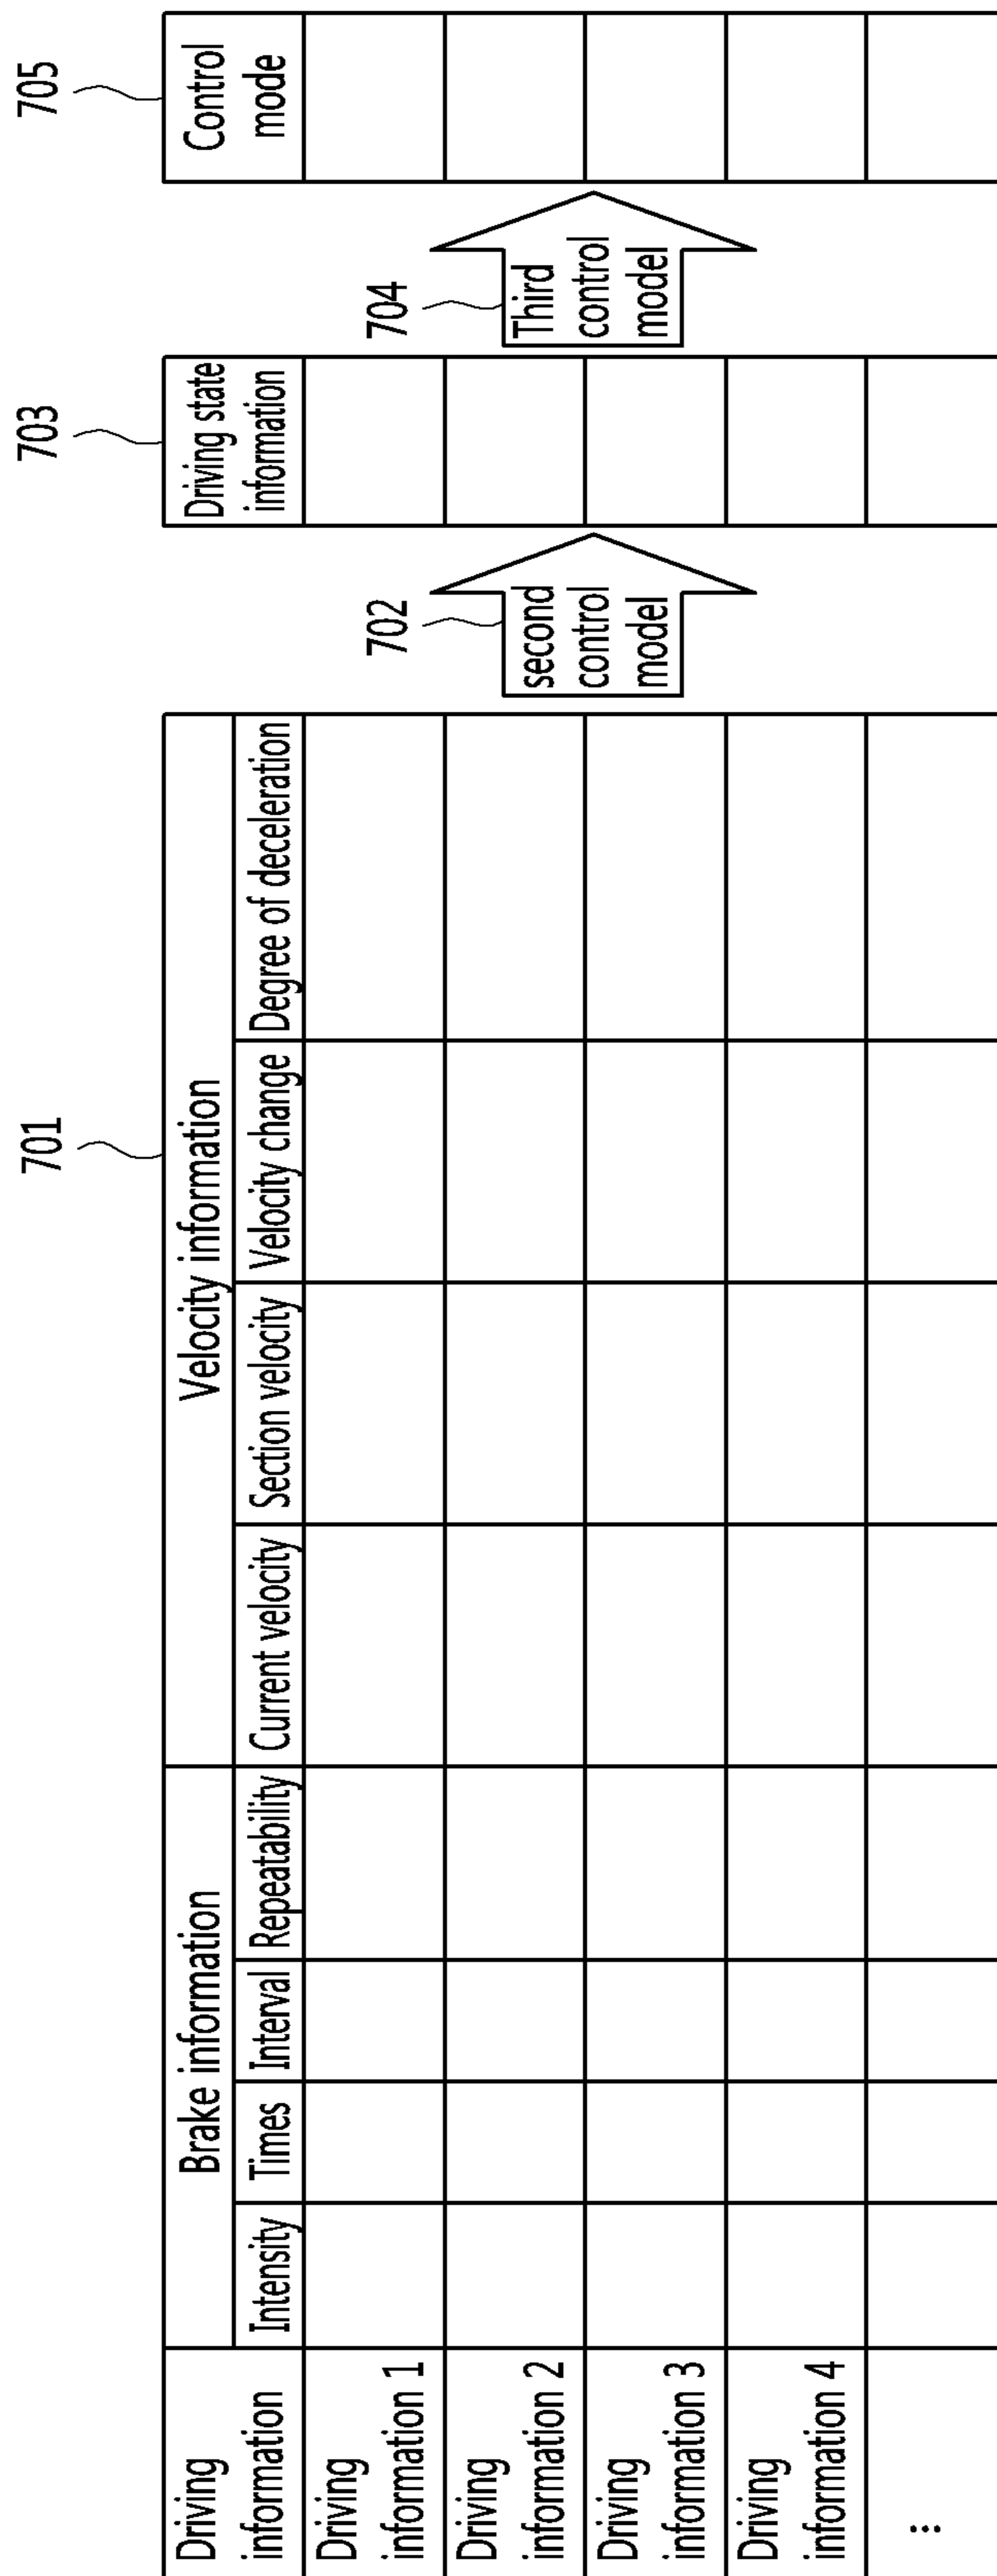 701
703
705
Driving
information
Brake information
Velocity information
Intensity
Times
Interval
Repeatability
Current velocity
Section velocity
Velocity change
Degree of deceleration
Driving state
information
Control
mode
Driving
information 1
Driving
information 2
Driving
information 3
Driving
information 4
⋮
702
second
control
model
704
Third
control
model